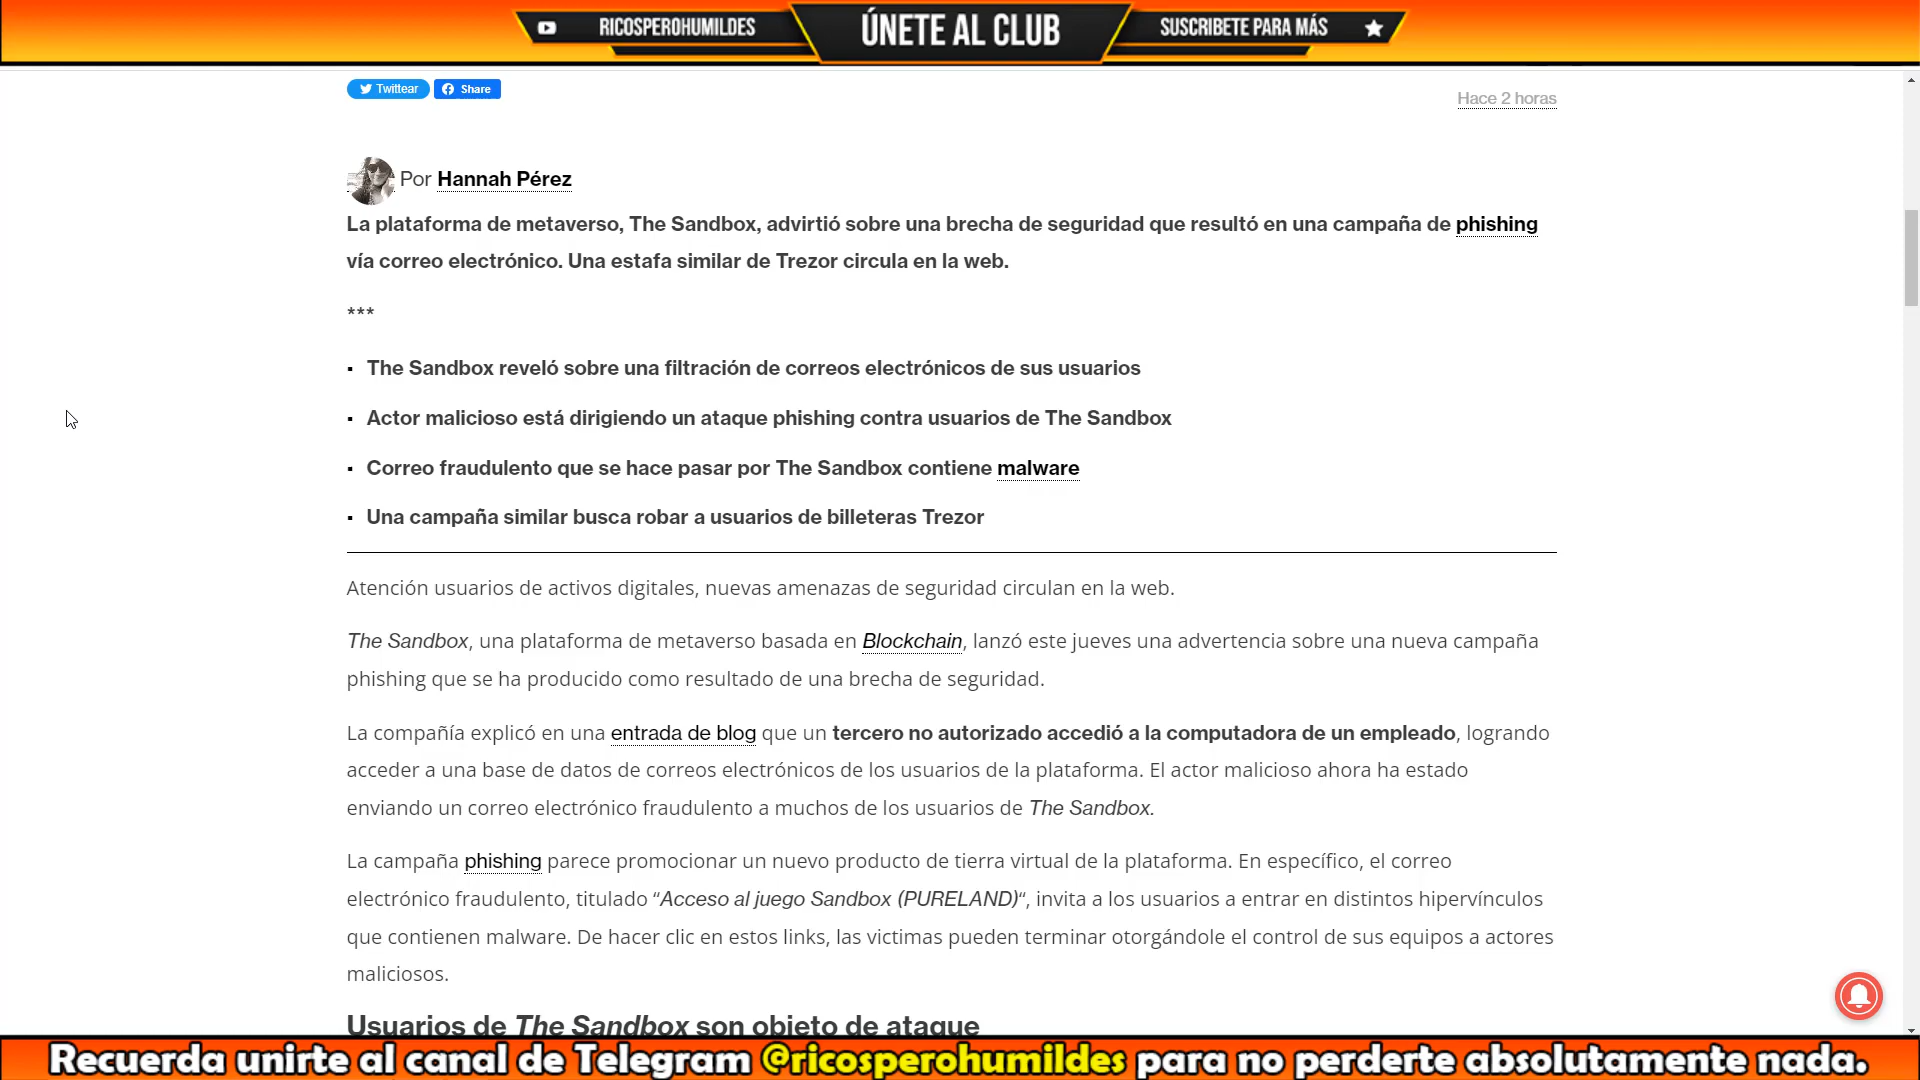 RICOSPEROHUMILDES
ÚNETE AL CLUB
SUSCRIBETE PARA MÁS
Twittear
Share
Hace 2 horas
Por Hannah Pérez
La plataforma de metaverso, The Sandbox, advirtió sobre una brecha de seguridad que resultó en una campaña de phishing
vía correo electrónico. Una estafa similar de Trezor circula en la web.
***
▪ The Sandbox reveló sobre una filtración de correos electrónicos de sus usuarios
▪ Actor malicioso está dirigiendo un ataque phishing contra usuarios de The Sandbox
▪ Correo fraudulento que se hace pasar por The Sandbox contiene malware
▪ Una campaña similar busca robar a usuarios de billeteras Trezor
Atención usuarios de activos digitales, nuevas amenazas de seguridad circulan en la web.
The Sandbox, una plataforma de metaverso basada en Blockchain, lanzó este jueves una advertencia sobre una nueva campaña
phishing que se ha producido como resultado de una brecha de seguridad.
La compañía explicó en una entrada de blog que un tercero no autorizado accedió a la computadora de un empleado, logrando
acceder a una base de datos de correos electrónicos de los usuarios de la plataforma. El actor malicioso ahora ha estado
enviando un correo electrónico fraudulento a muchos de los usuarios de The Sandbox.
La campaña phishing parece promocionar un nuevo producto de tierra virtual de la plataforma. En específico, el correo
electrónico fraudulento, titulado “Acceso al juego Sandbox (PURELAND)“, invita a los usuarios a entrar en distintos hipervínculos
que contienen malware. De hacer clic en estos links, las victimas pueden terminar otorgándole el control de sus equipos a actores
maliciosos.
Usuarios de The Sandbox son objeto de ataque
Recuerda unirte al canal de Telegram @ricosperohumildes para no perderte absolutamente nada.